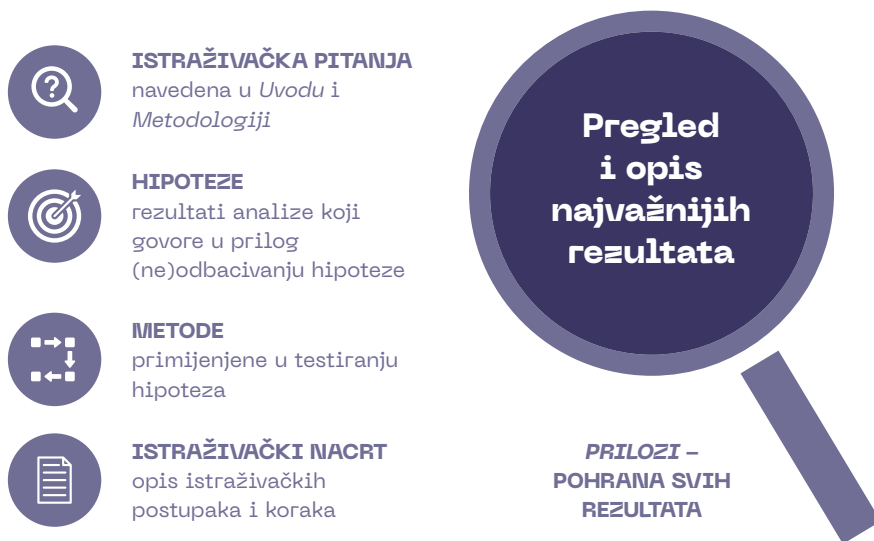 ISTRAŽIVAČKA PITANJA
navedena u Uvodu i
Metodologiji
HIPOTEZE
rezultati analize koji
govore u prilog
(ne)odbacivanju hipoteze
METODE
primijenjene u testiranju
hipoteza
ISTRAŽIVAČKI NACRT
opis istraživačkih
postupaka i koraka
Pregled
i opis
najvažnijih
rezultata
PRILOZI –
POHRANA SVIH
REZULTATA